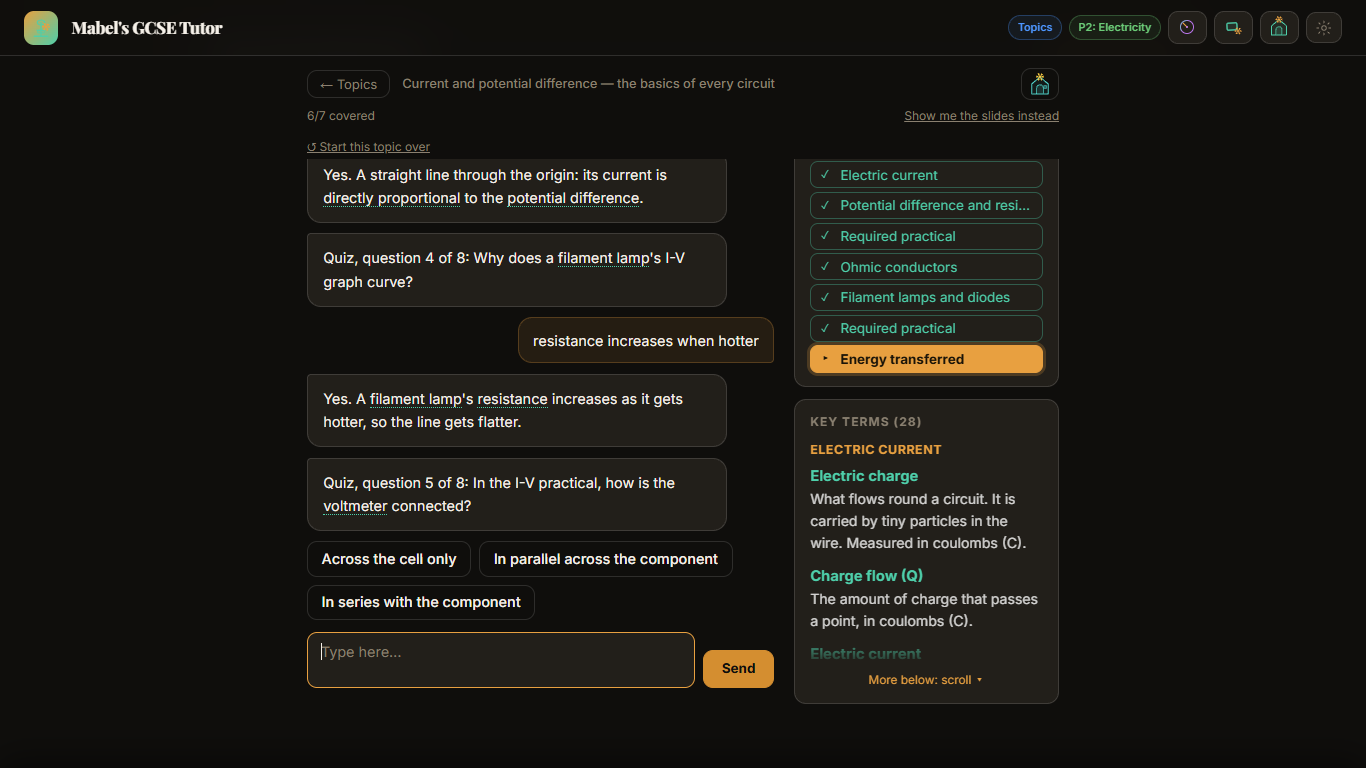 Mabel's GCSE Tutor
Topics
P2: Electricity
← Topics
Current and potential difference — the basics of every circuit
6/7 covered
Show me the slides instead
↺ Start this topic over
Yes. A straight line through the origin: its current is
directly proportional to the potential difference.
Quiz, question 4 of 8: Why does a filament lamp's I-V
graph curve?
resistance increases when hotter
Yes. A filament lamp's resistance increases as it gets
hotter, so the line gets flatter.
Quiz, question 5 of 8: In the I-V practical, how is the
voltmeter connected?
Across the cell only
In parallel across the component
In series with the component
Type here...
Send
✓ Electric current
✓ Potential difference and resi...
✓ Required practical
✓ Ohmic conductors
✓ Filament lamps and diodes
✓ Required practical
▸ Energy transferred
KEY TERMS (28)
ELECTRIC CURRENT
Electric charge
What flows round a circuit. It is
carried by tiny particles in the
wire. Measured in coulombs (C).
Charge flow (Q)
The amount of charge that passes
a point, in coulombs (C).
Electric current
More below: scroll ▾